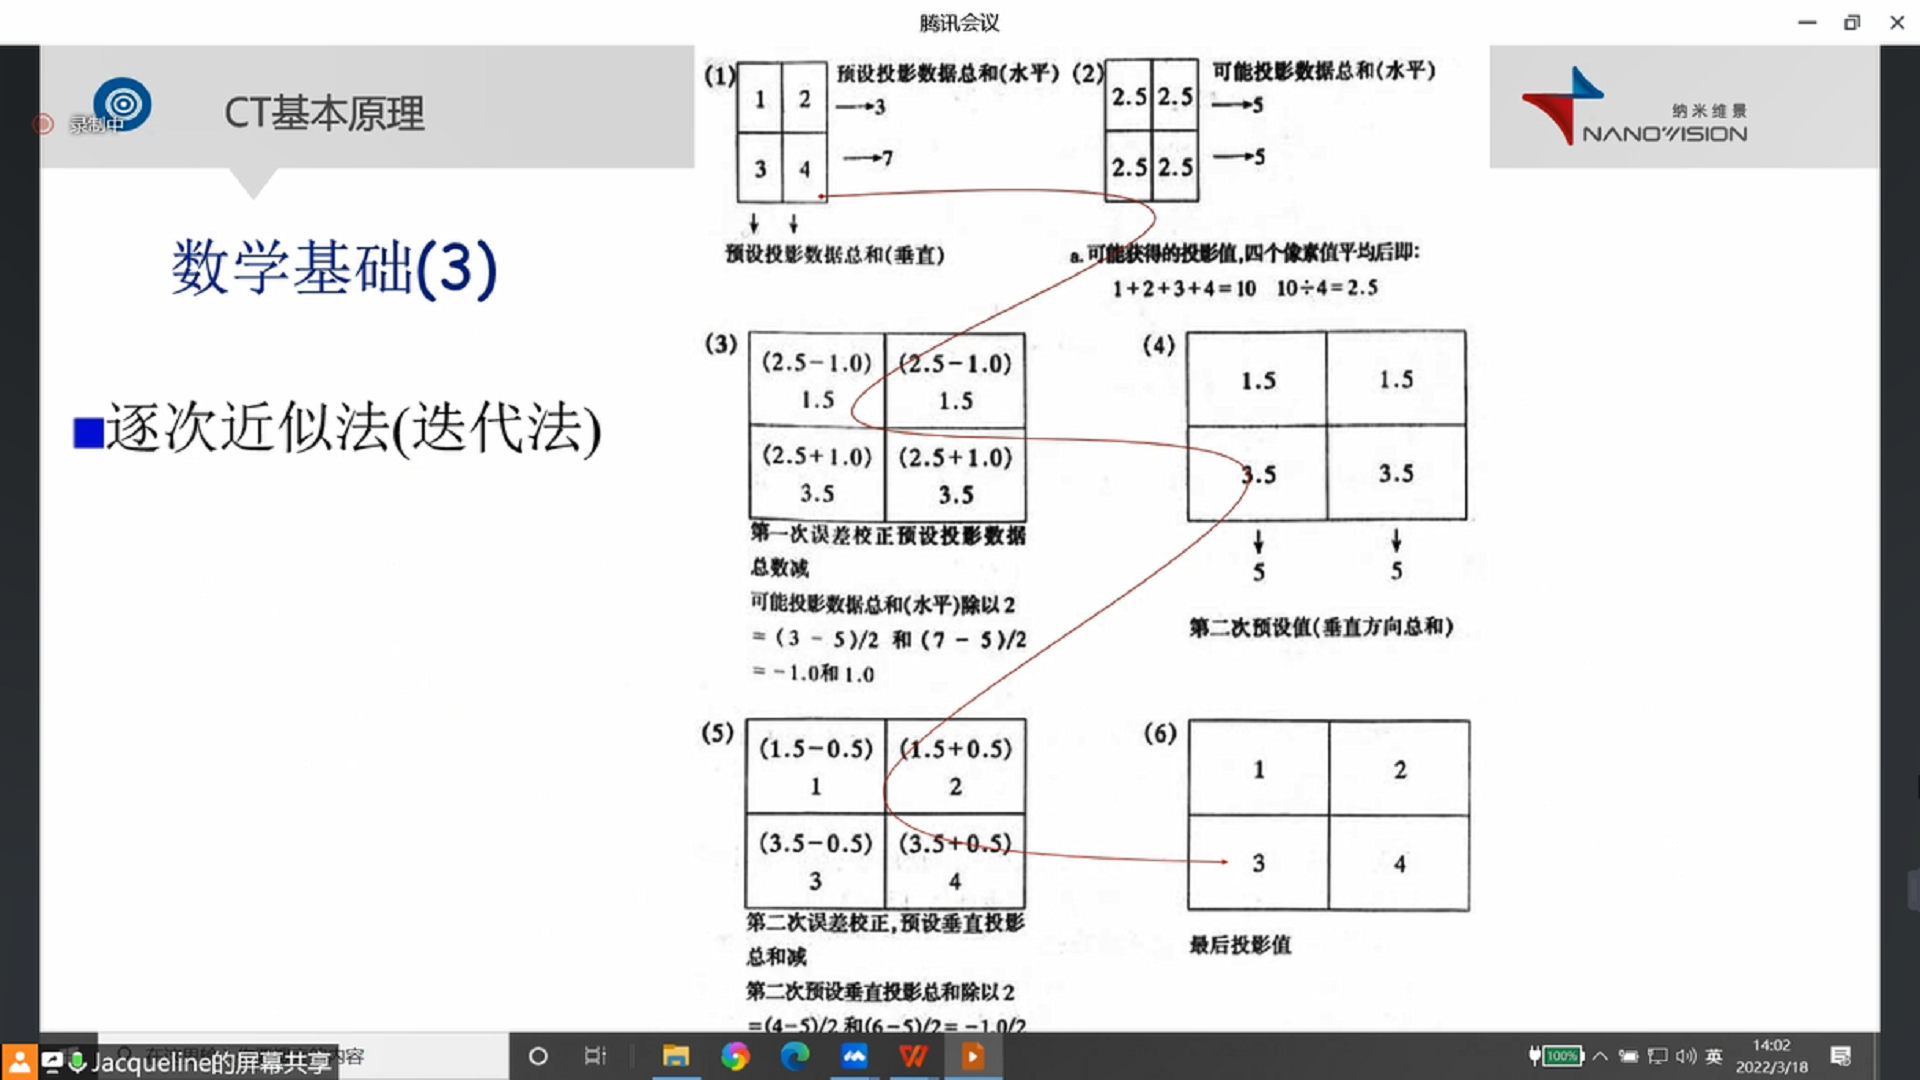 腾讯会议
录制中
CT基本原理
纳米维景
NANOVISION
数学基础(3)
逐次近似法(迭代法)
(1)
1 2
3 4
预设投影数据总和(水平)
→3
→7
↓ ↓
预设投影数据总和(垂直)
(2)
2.5 2.5
2.5 2.5
可能投影数据总和(水平)
→5
→5
a.可能获得的投影值,四个像素值平均后即:
1+2+3+4=10 10÷4=2.5
(3)
(2.5-1.0) (2.5-1.0)
1.5 1.5
(2.5+1.0) (2.5+1.0)
3.5 3.5
第一次误差校正预设投影数据
总数减
可能投影数据总和(水平)除以2
=(3-5)/2 和(7-5)/2
=-1.0和1.0
(4)
1.5 1.5
3.5 3.5
↓ ↓
5 5
第二次预设值(垂直方向总和)
(5)
(1.5-0.5) (1.5+0.5)
1 2
(3.5-0.5) (3.5+0.5)
3 4
第二次误差校正,预设垂直投影
总和减
第二次预设垂直投影总和除以2
=(4-5)/2 和(6-5)/2=-1.0/2
(6)
1 2
3 4
最后投影值
Jacqueline的屏幕共享
内容
100%
英
14:02
2022/3/18